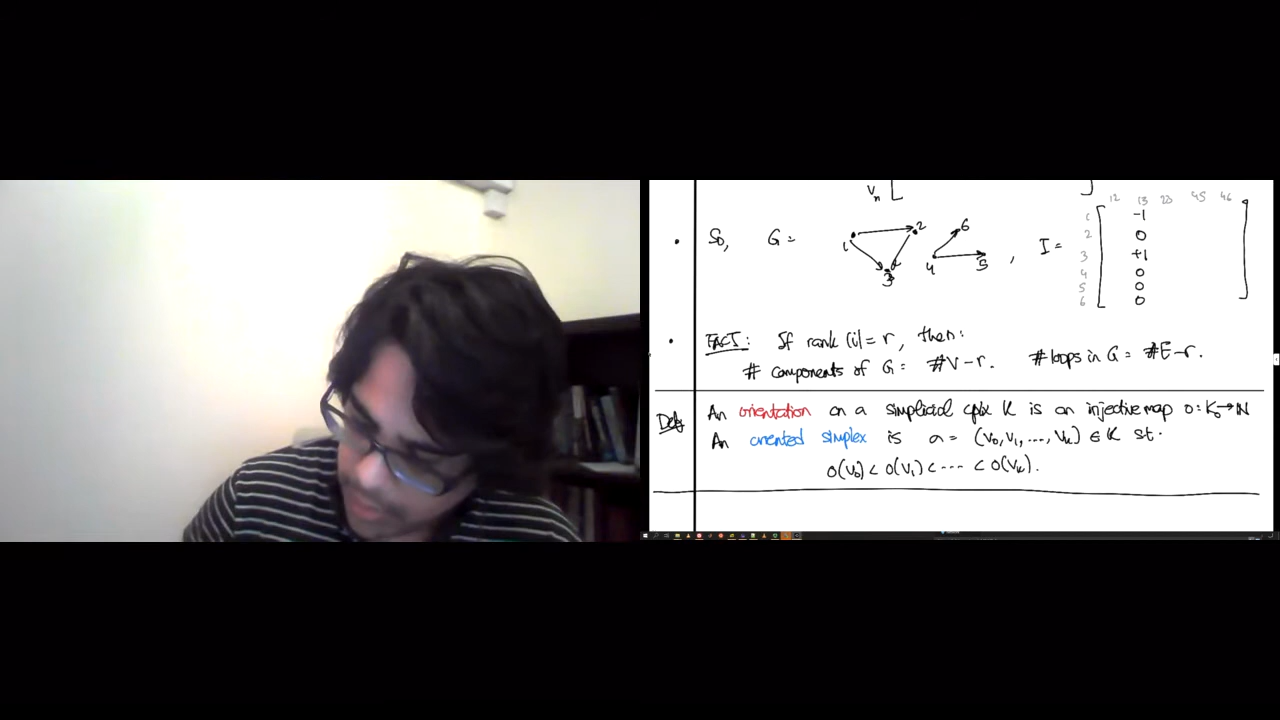 Vn [ ]
12 13 23 45 46
• So, G = 1 2 3 4 5 6 , I =
1 -1
2 0
3 +1
4 0
5 0
6 0
• FACT: If rank (i) = r, then:
# components of G = #V-r. # loops in G = #E-r.
Def An orientation on a simplicial cplx K is an injective map o: K₀→ℕ
An oriented simplex is σ = (v₀, v₁, ..., vₖ) ∈ K st.
o(v₀) < o(v₁) < ... < o(vₖ).